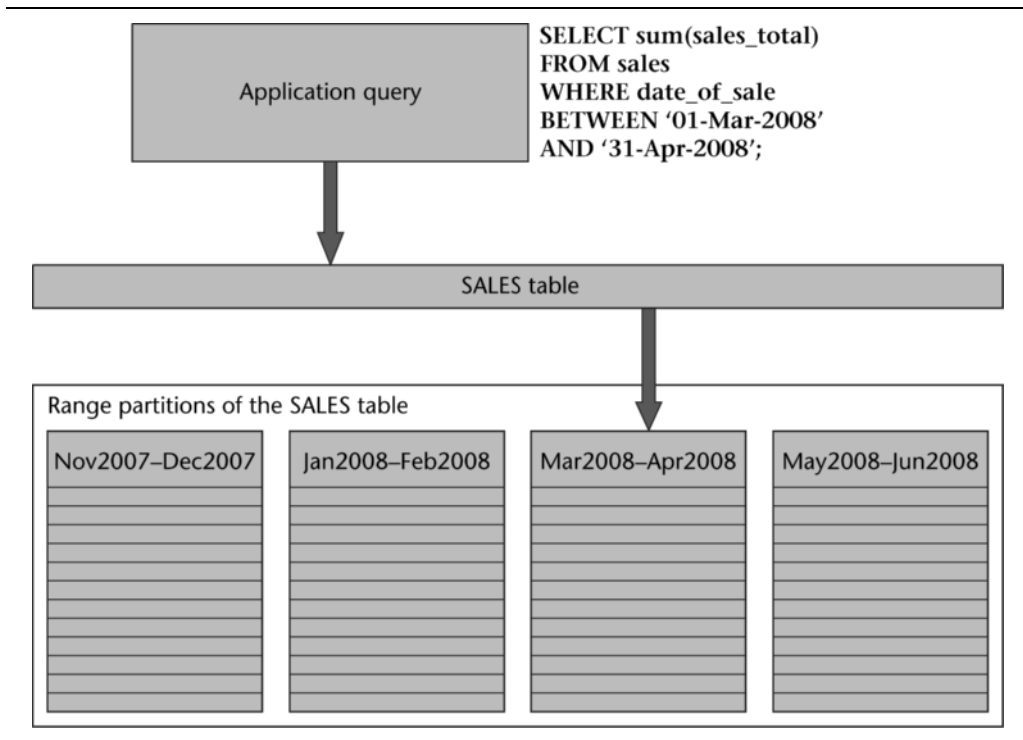 Application query
SELECT sum(sales_total)
FROM sales
WHERE date_of_sale
BETWEEN ‘01-Mar-2008’
AND ‘31-Apr-2008’;
SALES table
Range partitions of the SALES table
Nov2007–Dec2007
Jan2008–Feb2008
Mar2008–Apr2008
May2008–Jun2008